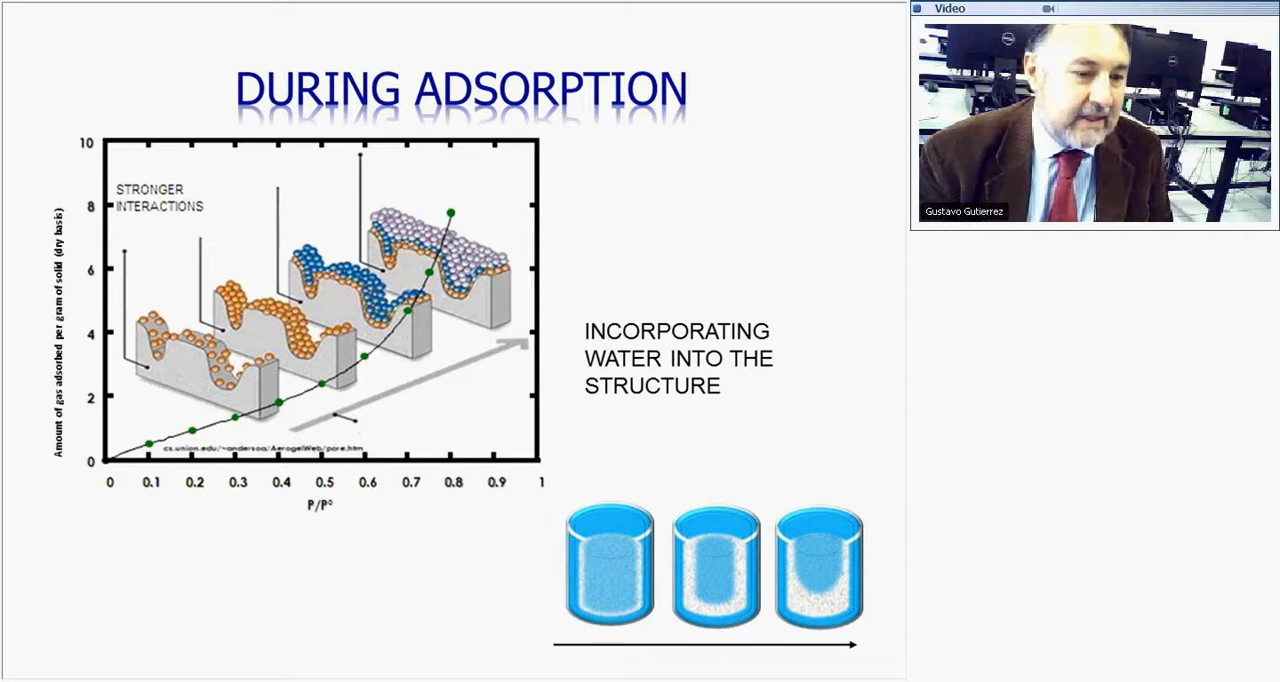 Video
DURING ADSORPTION
Gustavo Gutierrez
10
8
6
4
2
0
Amount of gas adsorbed per gram of solid (dry basis)
STRONGER
INTERACTIONS
cs.union.edu/~andersoa/AerogelWeb/pore.htm
0 0.1 0.2 0.3 0.4 0.5 0.6 0.7 0.8 0.9 1
P/P°
INCORPORATING
WATER INTO THE
STRUCTURE